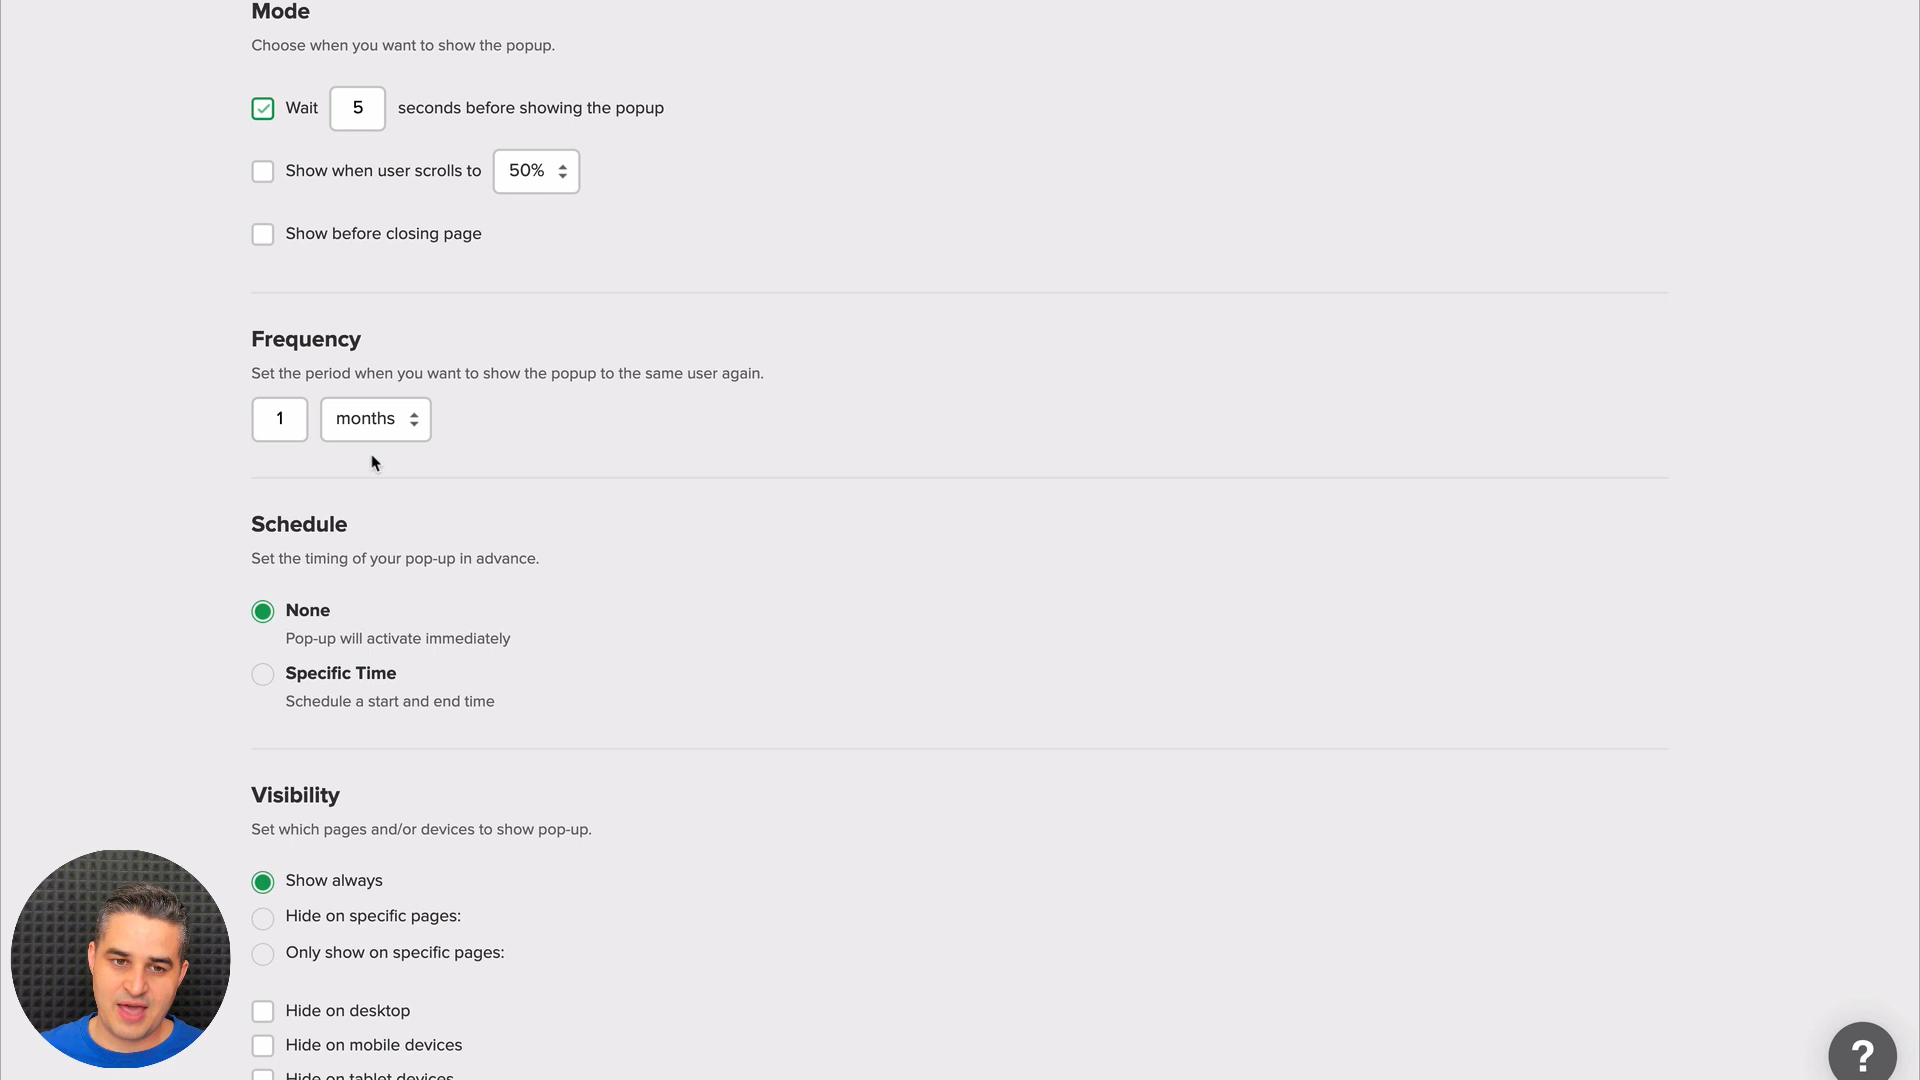 Mode
Choose when you want to show the popup.
Wait 5 seconds before showing the popup
Show when user scrolls to 50%
Show before closing page
Frequency
Set the period when you want to show the popup to the same user again.
1 months
Schedule
Set the timing of your pop-up in advance.
None
Pop-up will activate immediately
Specific Time
Schedule a start and end time
Visibility
Set which pages and/or devices to show pop-up.
Show always
Hide on specific pages:
Only show on specific pages:
Hide on desktop
Hide on mobile devices
Hide on tablet devices
?